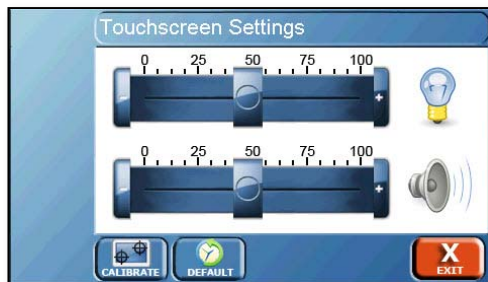 Touchscreen Settings
0 25 50 75 100
- +
0 25 50 75 100
- +
CALIBRATE DEFAULT X EXIT